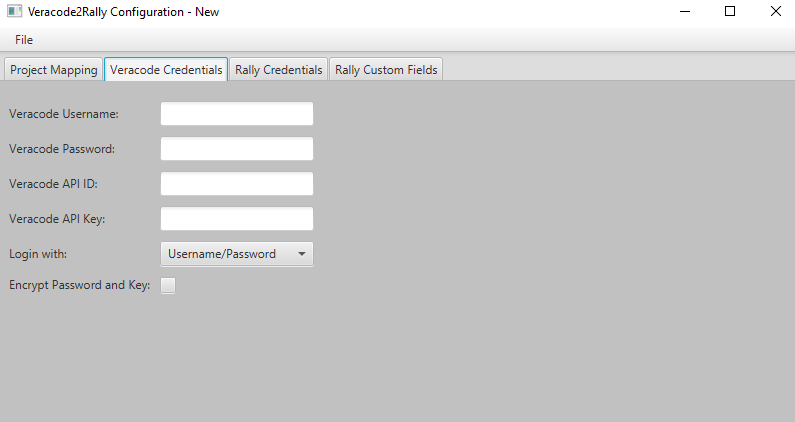 Veracode2Rally Configuration - New
File
Project Mapping Veracode Credentials Rally Credentials Rally Custom Fields
Veracode Username:
Veracode Password:
Veracode API ID:
Veracode API Key:
Login with: Username/Password
Encrypt Password and Key: